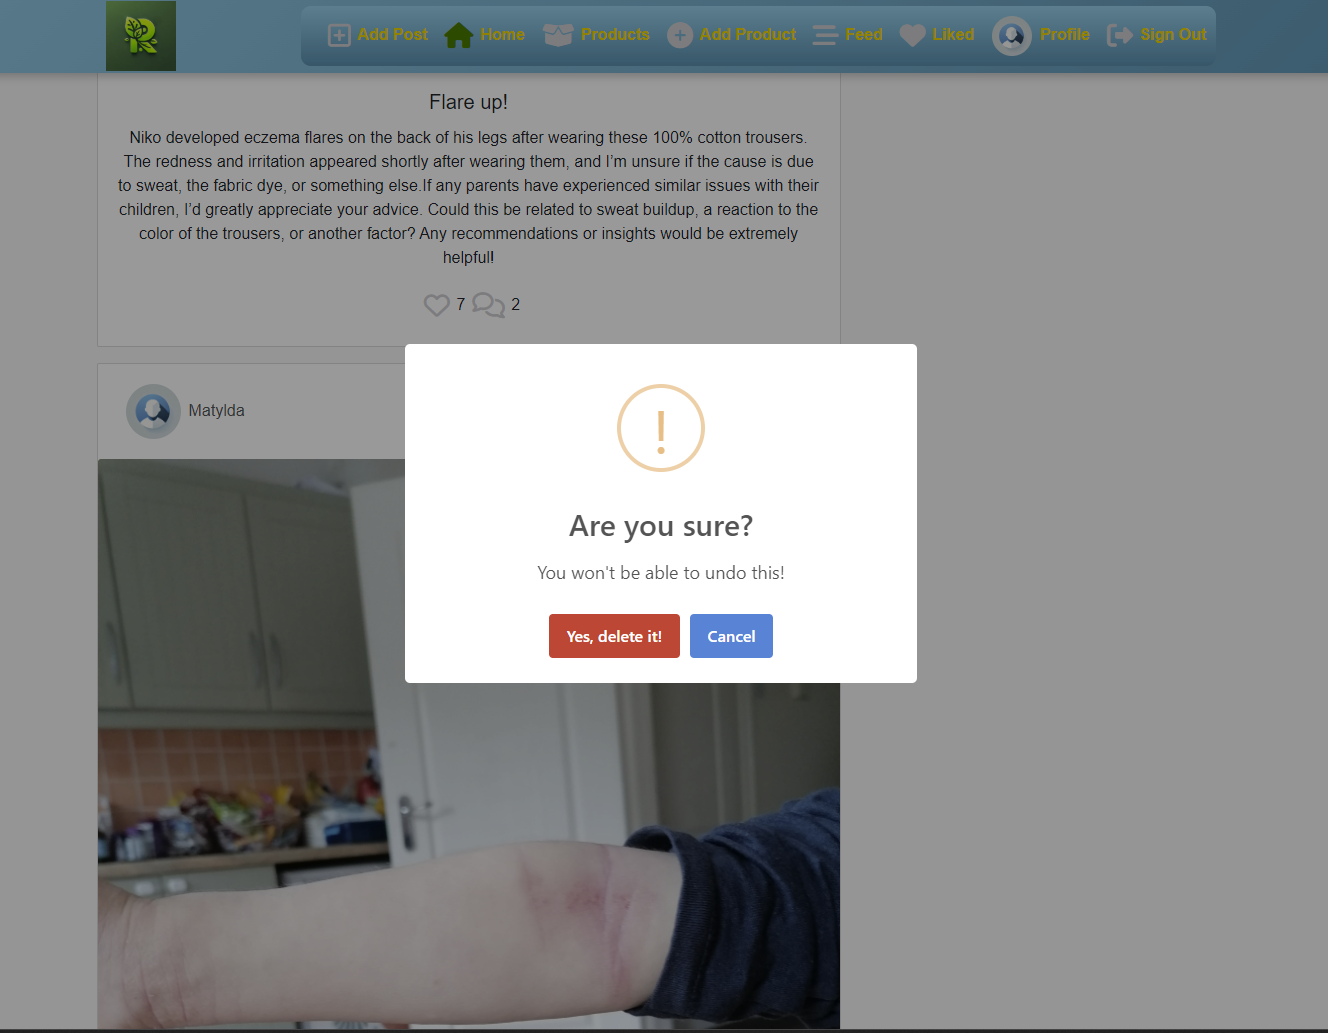 R
Add Post Home Products Add Product Feed Liked Profile Sign Out
Flare up!
Niko developed eczema flares on the back of his legs after wearing these 100% cotton trousers.
The redness and irritation appeared shortly after wearing them, and I’m unsure if the cause is due
to sweat, the fabric dye, or something else.If any parents have experienced similar issues with their
children, I’d greatly appreciate your advice. Could this be related to sweat buildup, a reaction to the
color of the trousers, or another factor? Any recommendations or insights would be extremely
helpful!
7 2
Matylda
!
Are you sure?
You won't be able to undo this!
Yes, delete it! Cancel